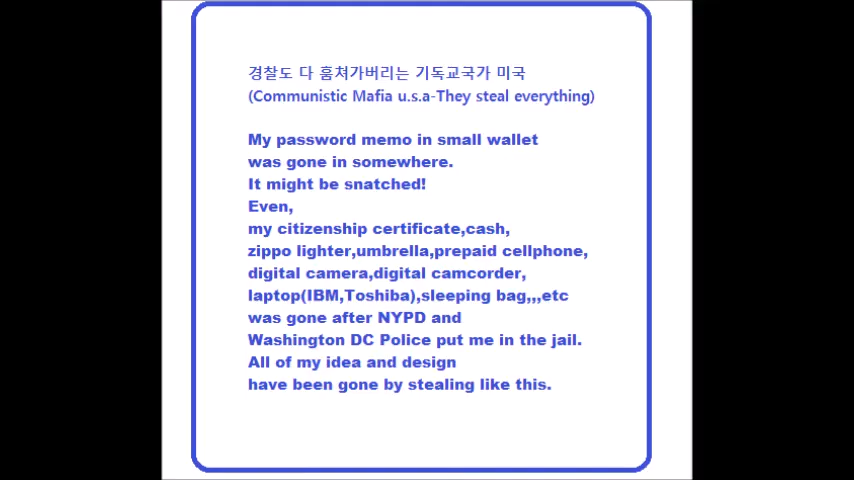 경찰도 다 훔쳐가버리는 기독교국가 미국
(Communistic Mafia u.s.a-They steal everything)
My password memo in small wallet
was gone in somewhere.
It might be snatched!
Even,
my citizenship certificate,cash,
zippo lighter,umbrella,prepaid cellphone,
digital camera,digital camcorder,
laptop(IBM,Toshiba),sleeping bag,,,etc
was gone after NYPD and
Washington DC Police put me in the jail.
All of my idea and design
have been gone by stealing like this.